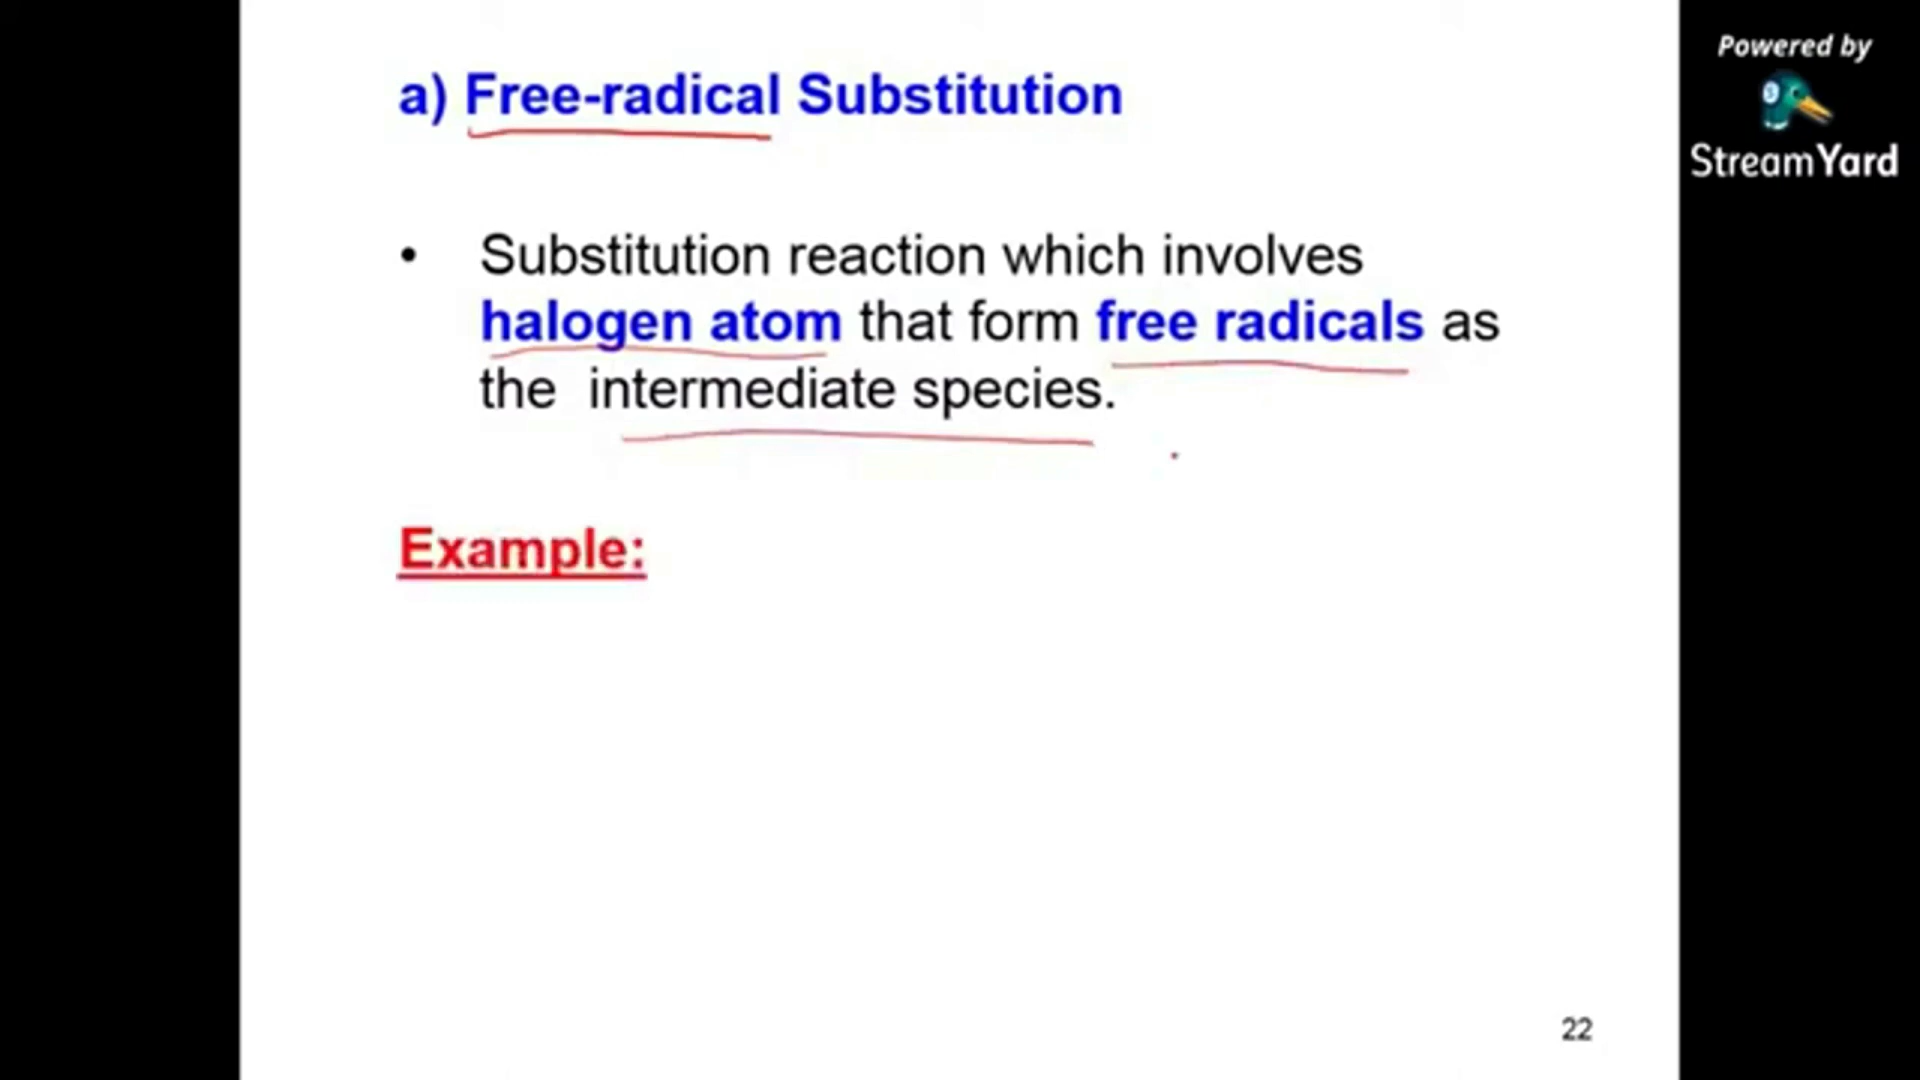 a) Free-radical Substitution
Powered by
StreamYard
• Substitution reaction which involves
halogen atom that form free radicals as
the intermediate species.
Example:
22